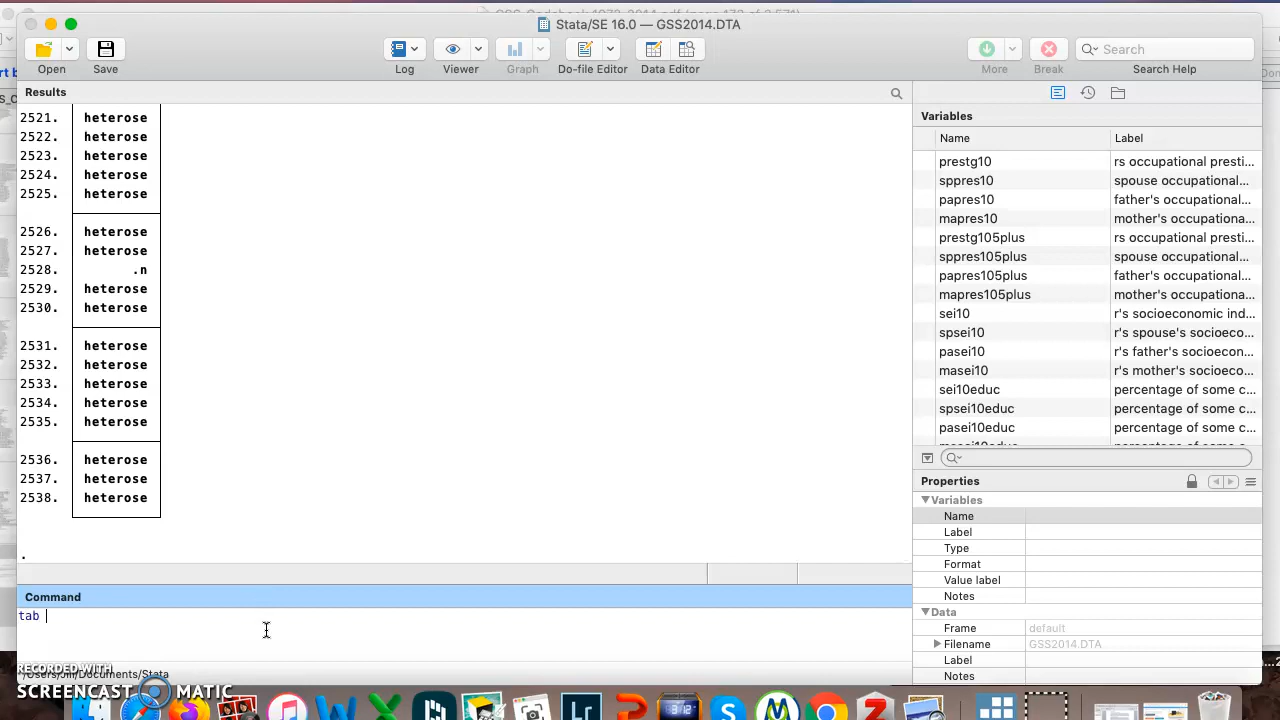 Stata/SE 16.0 — GSS2014.DTA
Open
Save
Log
Viewer
Graph
Do-file Editor
Data Editor
More
Break
Search
Search Help
Results
2521. heterose
2522. heterose
2523. heterose
2524. heterose
2525. heterose
2526. heterose
2527. heterose
2528. .n
2529. heterose
2530. heterose
2531. heterose
2532. heterose
2533. heterose
2534. heterose
2535. heterose
2536. heterose
2537. heterose
2538. heterose
.
Command
tab
/Users/Jill/Documents/Stata
Variables
Name Label
prestg10 rs occupational presti...
sppres10 spouse occupational...
papres10 father's occupational...
mapres10 mother's occupationa...
prestg105plus rs occupational presti...
sppres105plus spouse occupational...
papres105plus father's occupational...
mapres105plus mother's occupationa...
sei10 r's socioeconomic ind...
spsei10 r's spouse's socioeco...
pasei10 r's father's socioecon...
masei10 r's mother's socioeco...
sei10educ percentage of some c...
spsei10educ percentage of some c...
pasei10educ percentage of some c...
Properties
Variables
Name
Label
Type
Format
Value label
Notes
Data
Frame default
Filename GSS2014.DTA
Label
Notes
RECORDED WITH
SCREENCAST MATIC